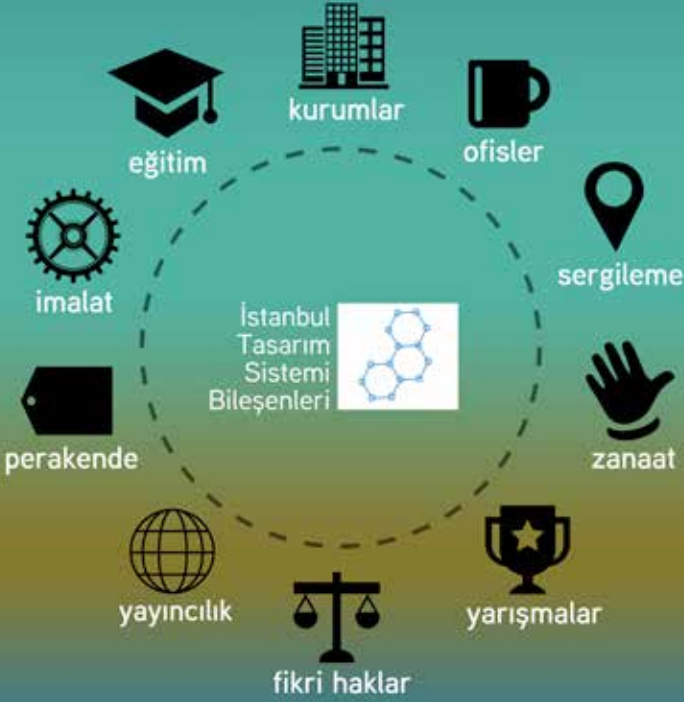 kurumlar
ofisler
eğitim
sergileme
imalat
İstanbul
Tasarım
Sistemi
Bileşenleri
perakende
zanaat
yayıncılık
yarışmalar
fikri haklar